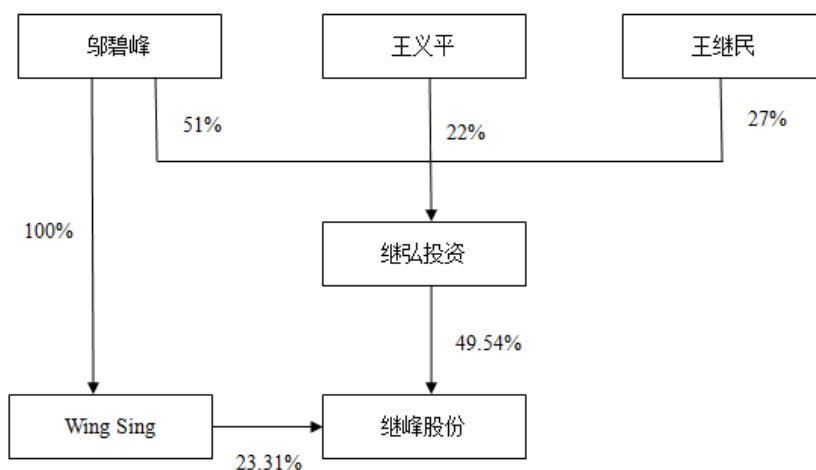 邬碧峰
王义平
王继民
51%
22%
27%
100%
继弘投资
49.54%
Wing Sing
继峰股份
23.31%